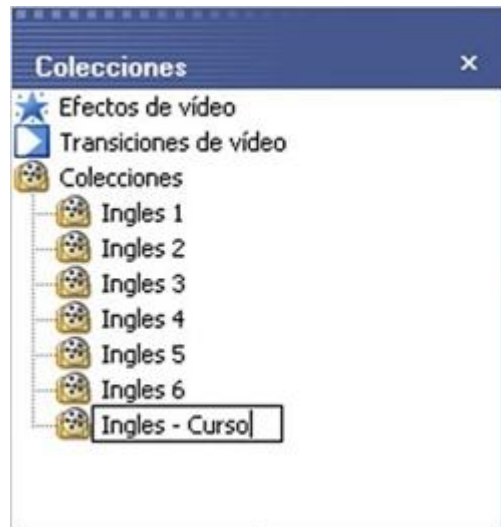 Colecciones
Efectos de vídeo
Transiciones de vídeo
Colecciones
Ingles 1
Ingles 2
Ingles 3
Ingles 4
Ingles 5
Ingles 6
Ingles - Curso